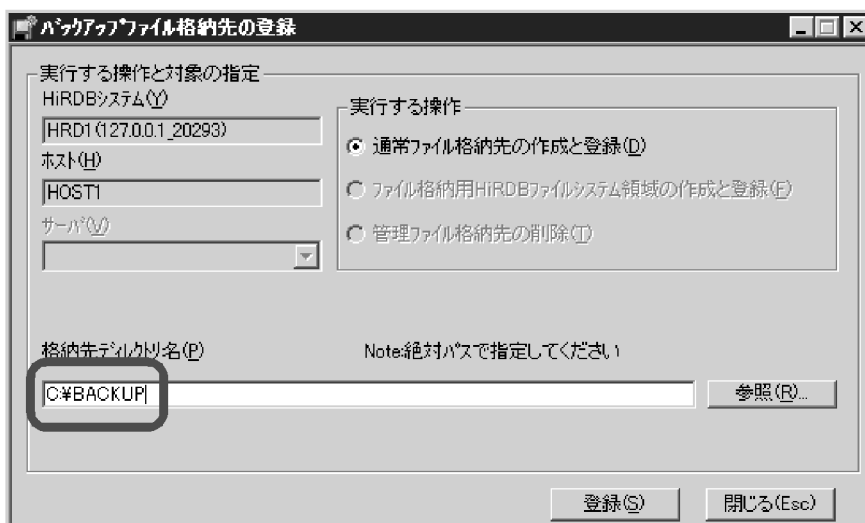 バックアップファイル格納先の登録
実行する操作と対象の指定
HiRDBシステム(Y)
HRD1(127.0.0.1_20293)
ホスト(H)
HOST1
サーバ(V)
実行する操作
通常ファイル格納先の作成と登録(D)
ファイル格納用HiRDBファイルシステム領域の作成と登録(F)
管理ファイル格納先の削除(T)
格納先ディレクトリ名(P)
Note:絶対パスで指定してください
C:¥BACKUP
参照(R)...
登録(S)
閉じる(Esc)